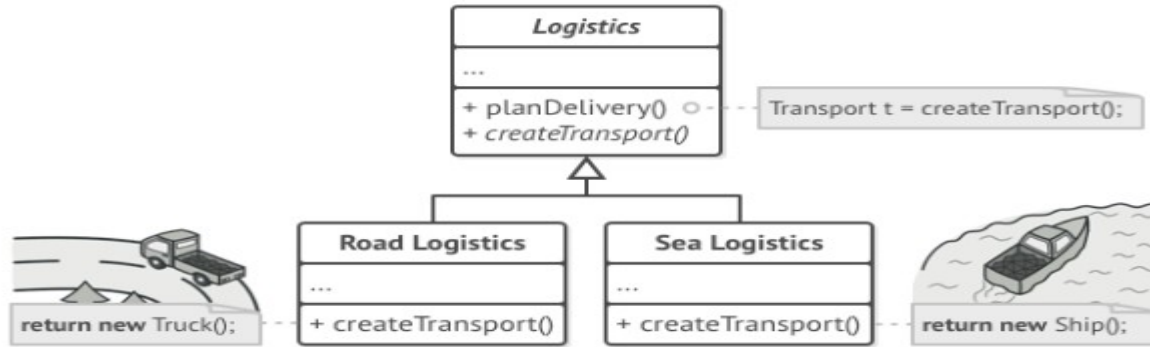 Logistics
...
+ planDelivery()
+ createTransport()
Transport t = createTransport();
Road Logistics
...
+ createTransport()
Sea Logistics
...
+ createTransport()
return new Truck();
return new Ship();